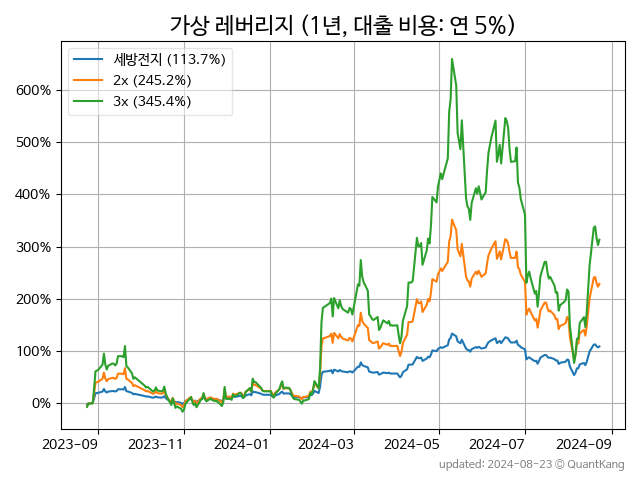 가상 레버리지 (1년, 대출 비용: 연 5%)
세방전지 (113.7%)
2x (245.2%)
3x (345.4%)
600%
500%
400%
300%
200%
100%
0%
2023-09 2023-11 2024-01 2024-03 2024-05 2024-07 2024-09
updated: 2024-08-23 © QuantKang